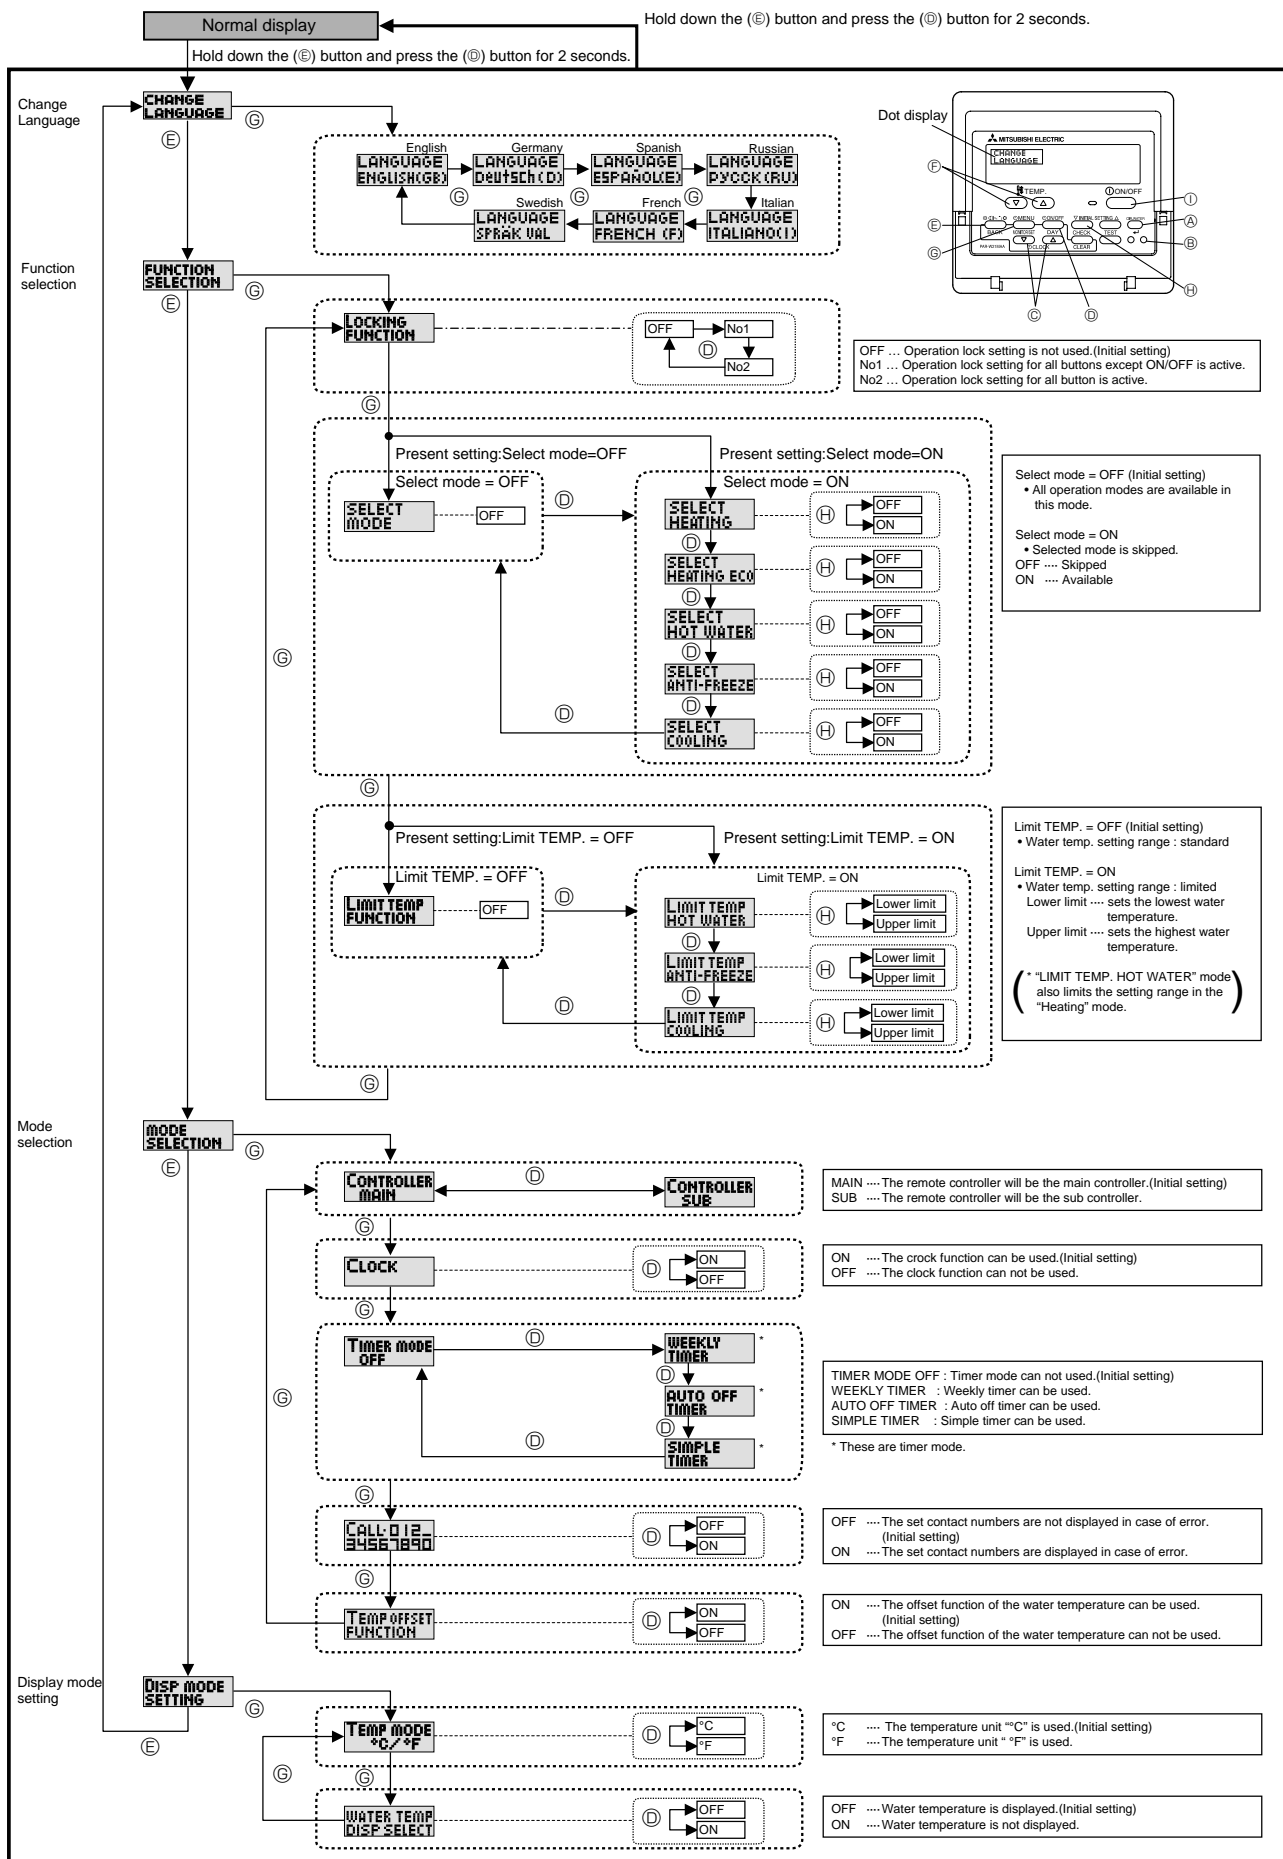 Normal display
Hold down the (Ⓔ) button and press the (Ⓓ) button for 2 seconds.
Hold down the (Ⓔ) button and press the (Ⓓ) button for 2 seconds.
Change
Language
CHANGE
LANGUAGE
Ⓖ
Ⓔ
English
LANGUAGE
ENGLISH(GB)
Ⓖ
Germany
LANGUAGE
Deutsch(D)
Ⓖ
Spanish
LANGUAGE
ESPAÑOL(E)
Ⓖ
Russian
LANGUAGE
РУССК(RU)
Swedish
LANGUAGE
SPRÅK VAL
French
LANGUAGE
FRENCH (F)
Italian
LANGUAGE
ITALIANO(I)
Dot display
MITSUBISHI ELECTRIC
CHANGE
LANGUAGE
TEMP.
ON/OFF
MENU
ON/OFF
INITIAL SETTING
BACK
MONITOR/SET
DAY
CHECK
TEST
CLOCK
CLEAR
Ⓕ
Ⓔ
Ⓖ
Ⓒ
Ⓓ
Ⓘ
Ⓐ
Ⓑ
Ⓗ
Function
selection
FUNCTION
SELECTION
Ⓖ
Ⓔ
LOCKING
FUNCTION
OFF
No1
Ⓓ
No2
OFF … Operation lock setting is not used.(Initial setting)
No1 … Operation lock setting for all buttons except ON/OFF is active.
No2 … Operation lock setting for all button is active.
Ⓖ
Present setting:Select mode=OFF
Present setting:Select mode=ON
Select mode = OFF
SELECT
MODE
OFF
Ⓓ
Select mode = ON
SELECT
HEATING
Ⓗ
OFF
ON
Ⓓ
SELECT
HEATING ECO
Ⓗ
OFF
ON
Ⓓ
SELECT
HOT WATER
Ⓗ
OFF
ON
Ⓓ
SELECT
ANTI-FREEZE
Ⓗ
OFF
ON
Ⓓ
SELECT
COOLING
Ⓗ
OFF
ON
Ⓓ
Ⓖ
Select mode = OFF (Initial setting)
• All operation modes are available in
this mode.
Select mode = ON
• Selected mode is skipped.
OFF ···· Skipped
ON ···· Available
Ⓖ
Present setting:Limit TEMP. = OFF
Present setting:Limit TEMP. = ON
Limit TEMP. = OFF
LIMIT TEMP
FUNCTION
OFF
Ⓓ
Limit TEMP. = ON
LIMIT TEMP
HOT WATER
Ⓗ
Lower limit
Upper limit
Ⓓ
LIMIT TEMP
ANTI-FREEZE
Ⓗ
Lower limit
Upper limit
Ⓓ
LIMIT TEMP
COOLING
Ⓗ
Lower limit
Upper limit
Ⓓ
Ⓖ
Limit TEMP. = OFF (Initial setting)
• Water temp. setting range : standard
Limit TEMP. = ON
• Water temp. setting range : limited
Lower limit ···· sets the lowest water
temperature.
Upper limit ···· sets the highest water
temperature.
( * “LIMIT TEMP. HOT WATER” mode
also limits the setting range in the
“Heating” mode. )
Mode
selection
MODE
SELECTION
Ⓖ
Ⓔ
CONTROLLER
MAIN
Ⓓ
CONTROLLER
SUB
MAIN ····The remote controller will be the main controller.(Initial setting)
SUB ····The remote controller will be the sub controller.
Ⓖ
CLOCK
Ⓓ
ON
OFF
ON ····The crock function can be used.(Initial setting)
OFF ····The clock function can not be used.
Ⓖ
TIMER MODE
OFF
Ⓓ
WEEKLY
TIMER
*
Ⓓ
AUTO OFF
TIMER
*
Ⓓ
SIMPLE
TIMER
*
Ⓓ
Ⓖ
TIMER MODE OFF : Timer mode can not used.(Initial setting)
WEEKLY TIMER : Weekly timer can be used.
AUTO OFF TIMER : Auto off timer can be used.
SIMPLE TIMER : Simple timer can be used.
* These are timer mode.
Ⓖ
CALL-012_
34567890
Ⓓ
OFF
ON
OFF ····The set contact numbers are not displayed in case of error.
(Initial setting)
ON ····The set contact numbers are displayed in case of error.
Ⓖ
TEMP OFFSET
FUNCTION
Ⓓ
ON
OFF
ON ····The offset function of the water temperature can be used.
(Initial setting)
OFF ····The offset function of the water temperature can not be used.
Display mode
setting
DISP MODE
SETTING
Ⓖ
Ⓔ
TEMP MODE
°C/°F
Ⓓ
°C
°F
°C ···· The temperature unit “°C” is used.(Initial setting)
°F ····The temperature unit “ °F” is used.
Ⓖ
Ⓖ
WATER TEMP
DISP SELECT
Ⓓ
OFF
ON
OFF ····Water temperature is displayed.(Initial setting)
ON ····Water temperature is not displayed.